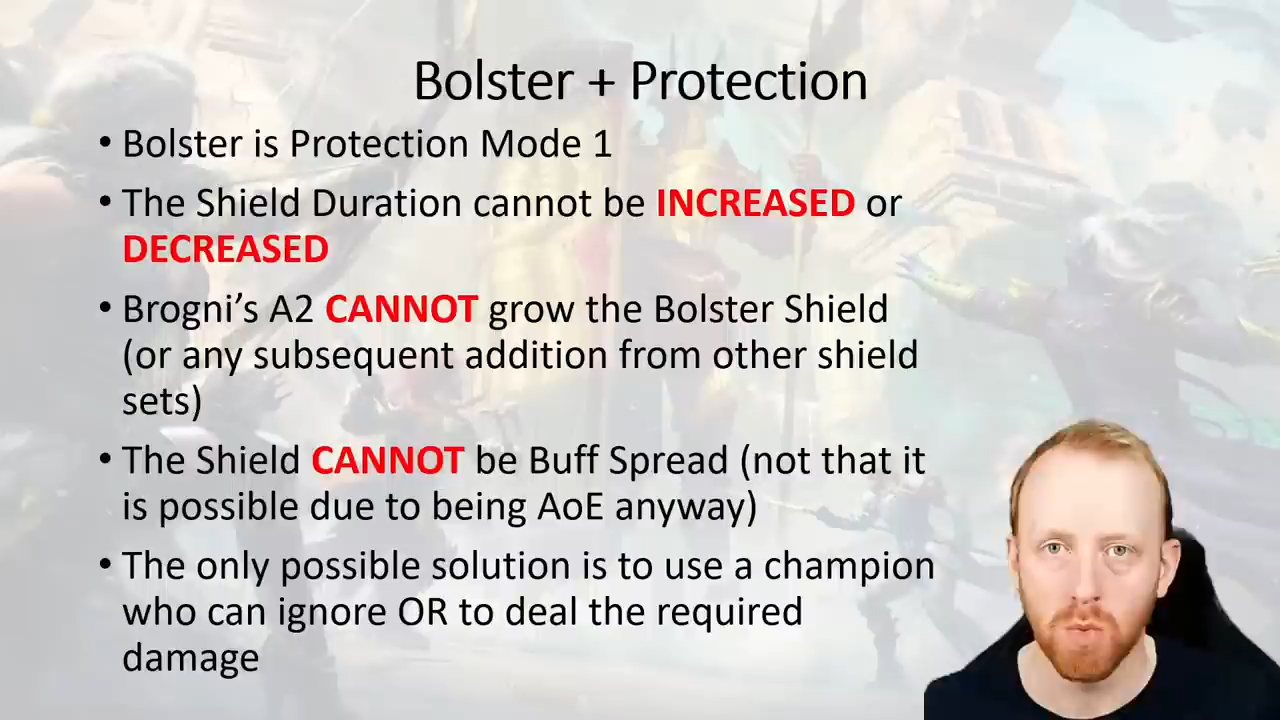 Bolster + Protection
• Bolster is Protection Mode 1
• The Shield Duration cannot be INCREASED or
DECREASED
• Brogni’s A2 CANNOT grow the Bolster Shield
(or any subsequent addition from other shield
sets)
• The Shield CANNOT be Buff Spread (not that it
is possible due to being AoE anyway)
• The only possible solution is to use a champion
who can ignore OR to deal the required
damage